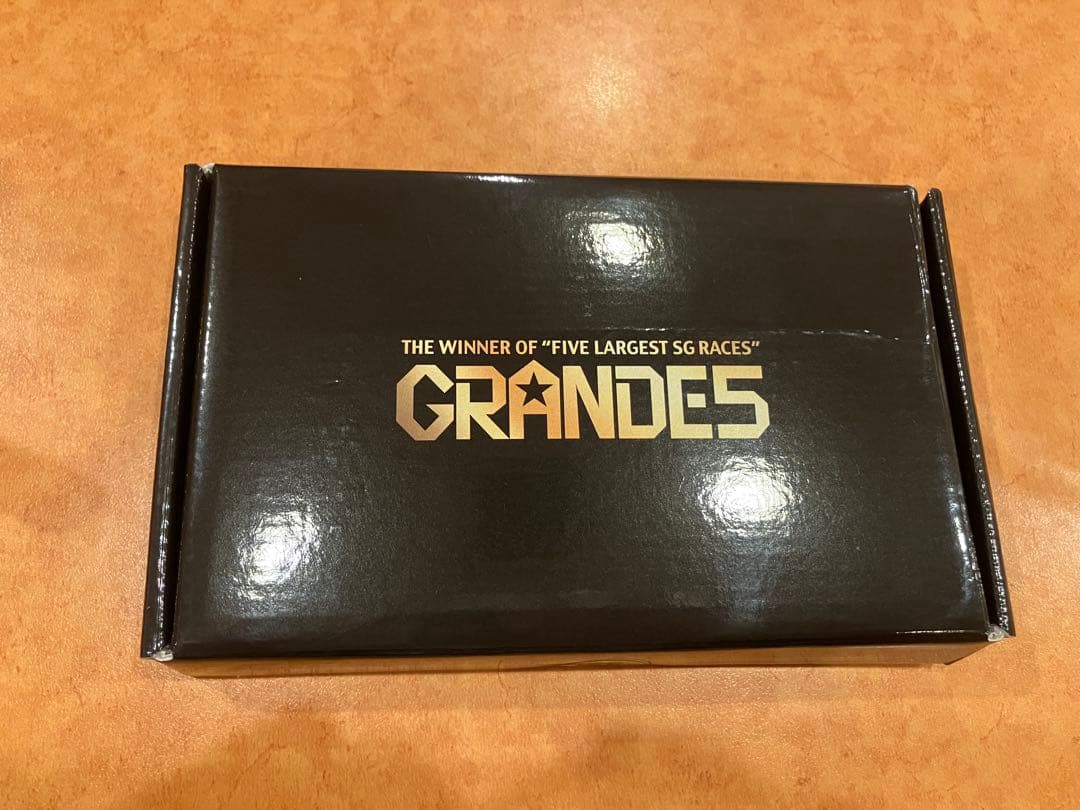 THE WINNER OF "FIVE LARGEST SG RACES"
GRANDE5